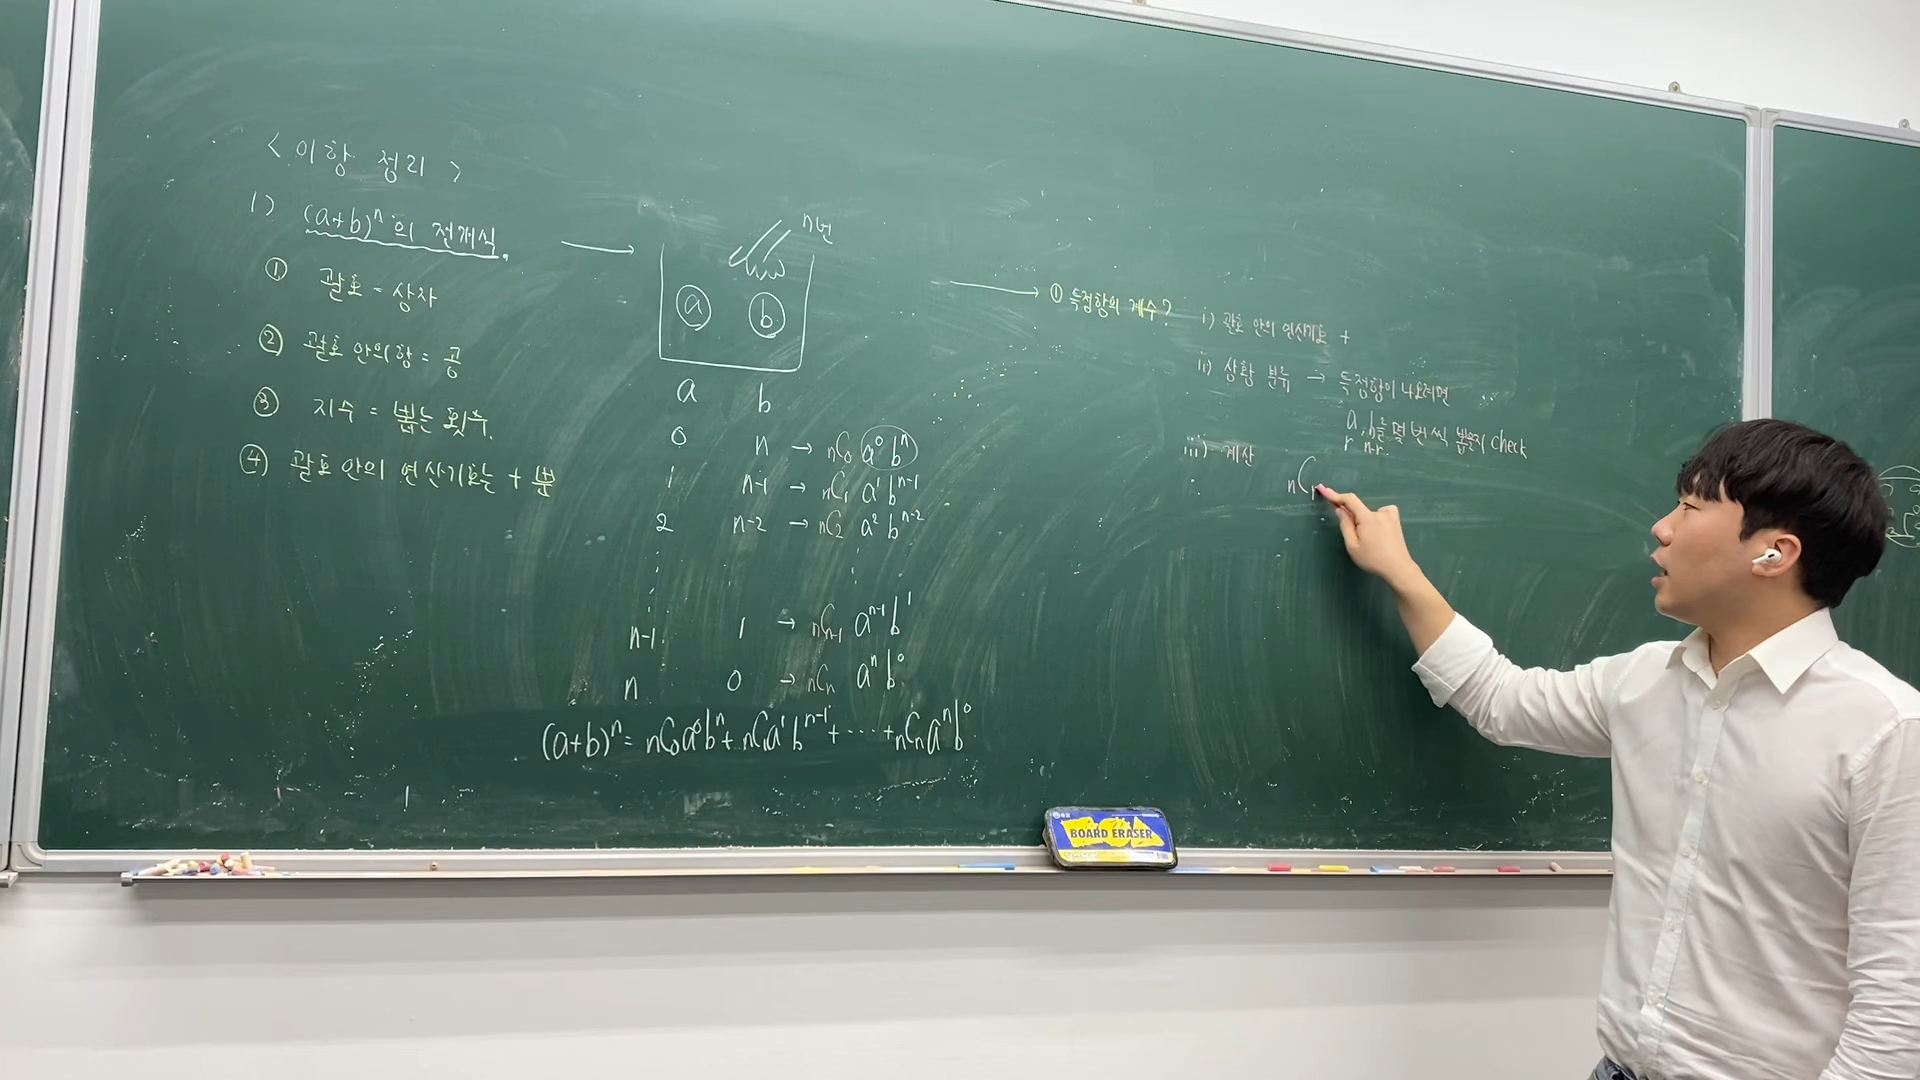 < 이항 정리 >
1) (a+b)ⁿ의 전개식.
① 괄호 = 상자
② 괄호 안의 항 = 공
③ 지수 = 뽑는 횟수.
④ 괄호 안의 연산기호는 + 뿐
n번
a b
a b
0 n → nC0 a⁰bⁿ
1 n-1 → nC1 a¹bⁿ⁻¹
2 n-2 → nC2 a²bⁿ⁻²
n-1 1 → nCn-1 aⁿ⁻¹b¹
n 0 → nCn aⁿb⁰
(a+b)ⁿ = nC0a⁰bⁿ + nC1a¹bⁿ⁻¹ + ⋯ + nCnaⁿb⁰
① 특정항의 계수?
i) 괄호 안의 연산기호 +
ii) 상황 분류 → 특정항이 나오려면
a, b를 몇 번씩 뽑는지 check
r n-r.
iii) 계산 nCr
BOARD ERASER